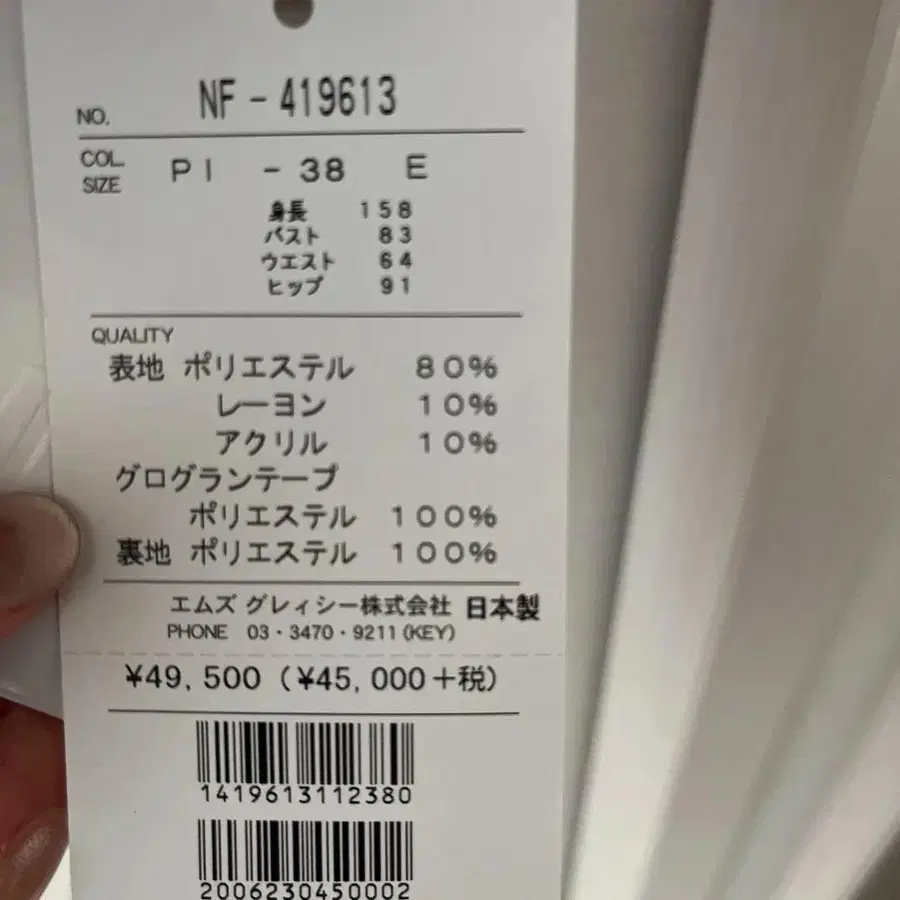 NO. NF-419613
COL. SIZE PI -38 E
身長 158
バスト 83
ウエスト 64
ヒップ 91
QUALITY
表地 ポリエステル 80%
レーヨン 10%
アクリル 10%
グログランテープ
ポリエステル 100%
裏地 ポリエステル 100%
エムズ グレィシー株式会社 日本製
PHONE 03・3470・9211(KEY)
¥49,500 (¥45,000+税)
1419613112380
2006230450002